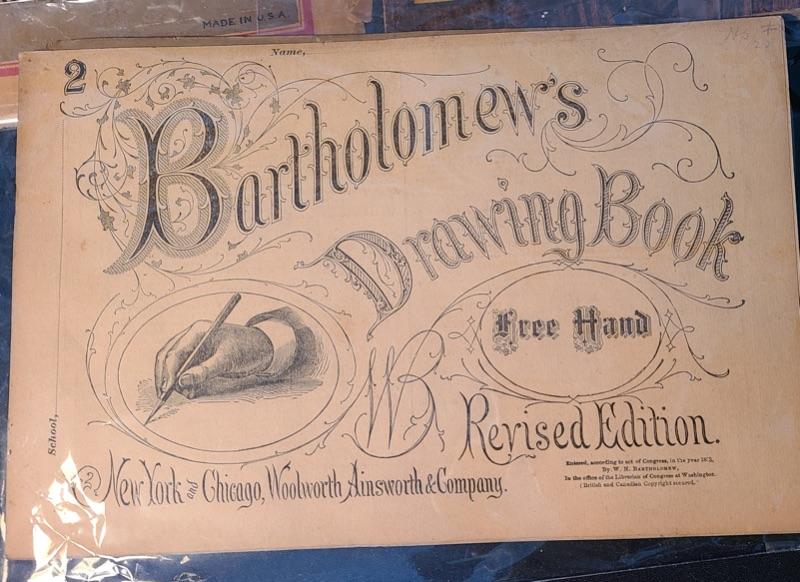 MADE IN U.S.A.
2
Name,
Bartholomew's
Drawing Book
Free Hand
Revised Edition.
School,
New York and Chicago, Woolworth Ainsworth & Company.
Entered, according to act of Congress, in the year
By W. N. Bartholomew,
In the office of the Librarian of Congress at Washington.
(British and Canadian Copyright secured.)